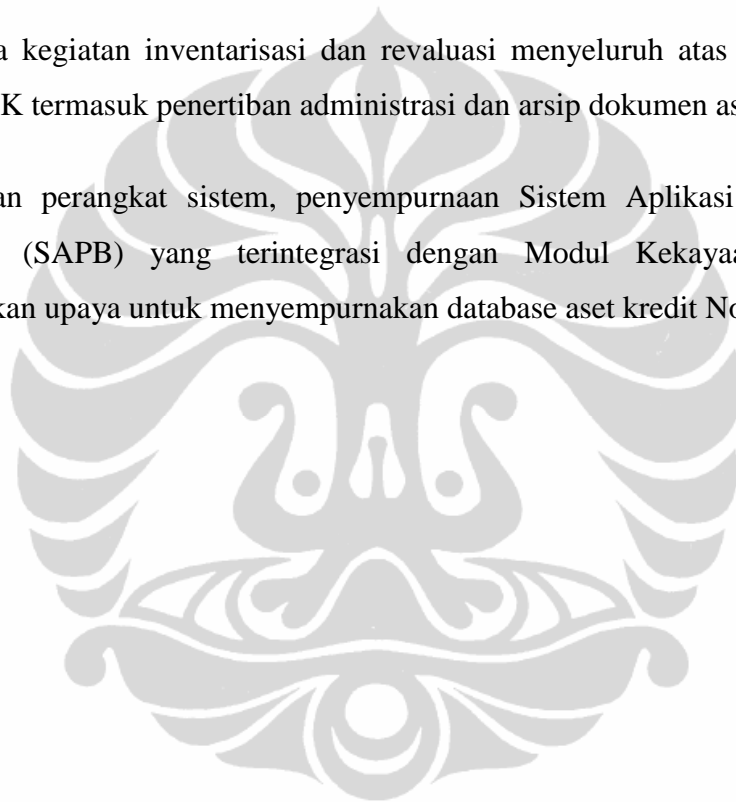 a kegiatan inventarisasi dan revaluasi menyeluruh atas
K termasuk penertiban administrasi dan arsip dokumen as
an perangkat sistem, penyempurnaan Sistem Aplikasi
(SAPB) yang terintegrasi dengan Modul Kekayaa
kan upaya untuk menyempurnakan database aset kredit No